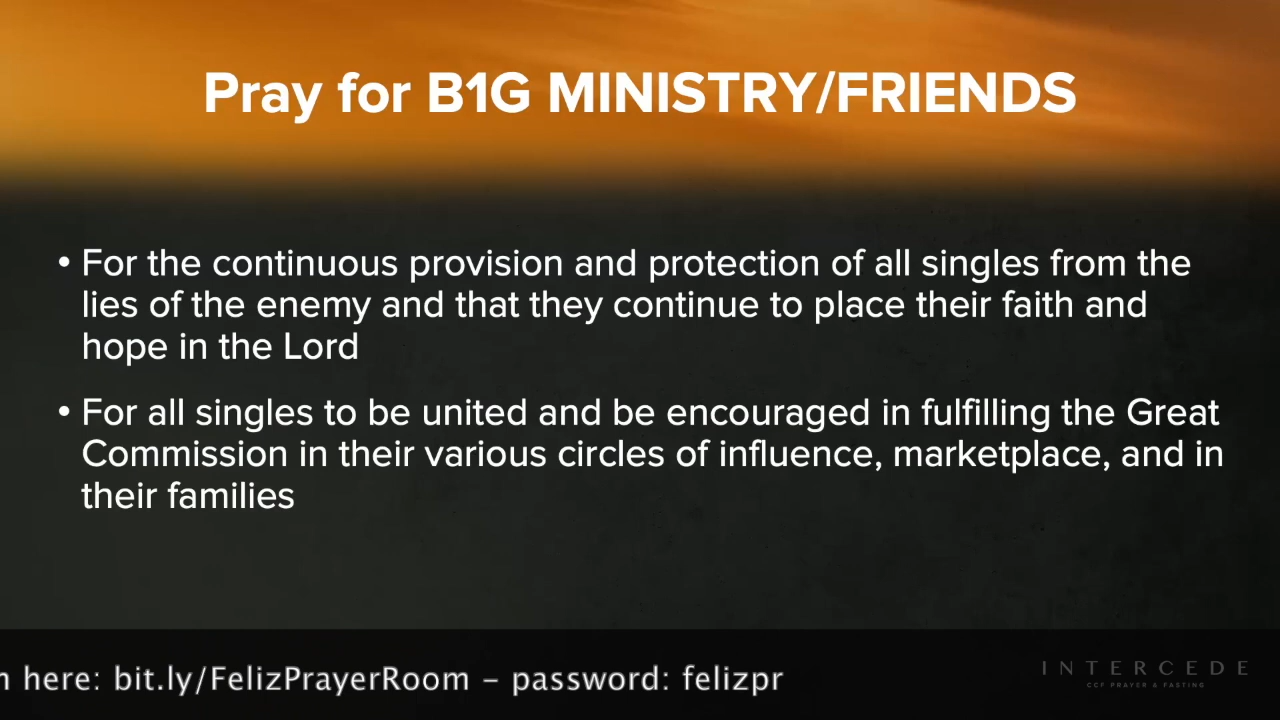 Pray for B1G MINISTRY/FRIENDS
• For the continuous provision and protection of all singles from the
lies of the enemy and that they continue to place their faith and
hope in the Lord
• For all singles to be united and be encouraged in fulfilling the Great
Commission in their various circles of influence, marketplace, and in
their families
here: bit.ly/FelizPrayerRoom – password: felizpr
INTERCEDE
CCF PRAYER & FASTING